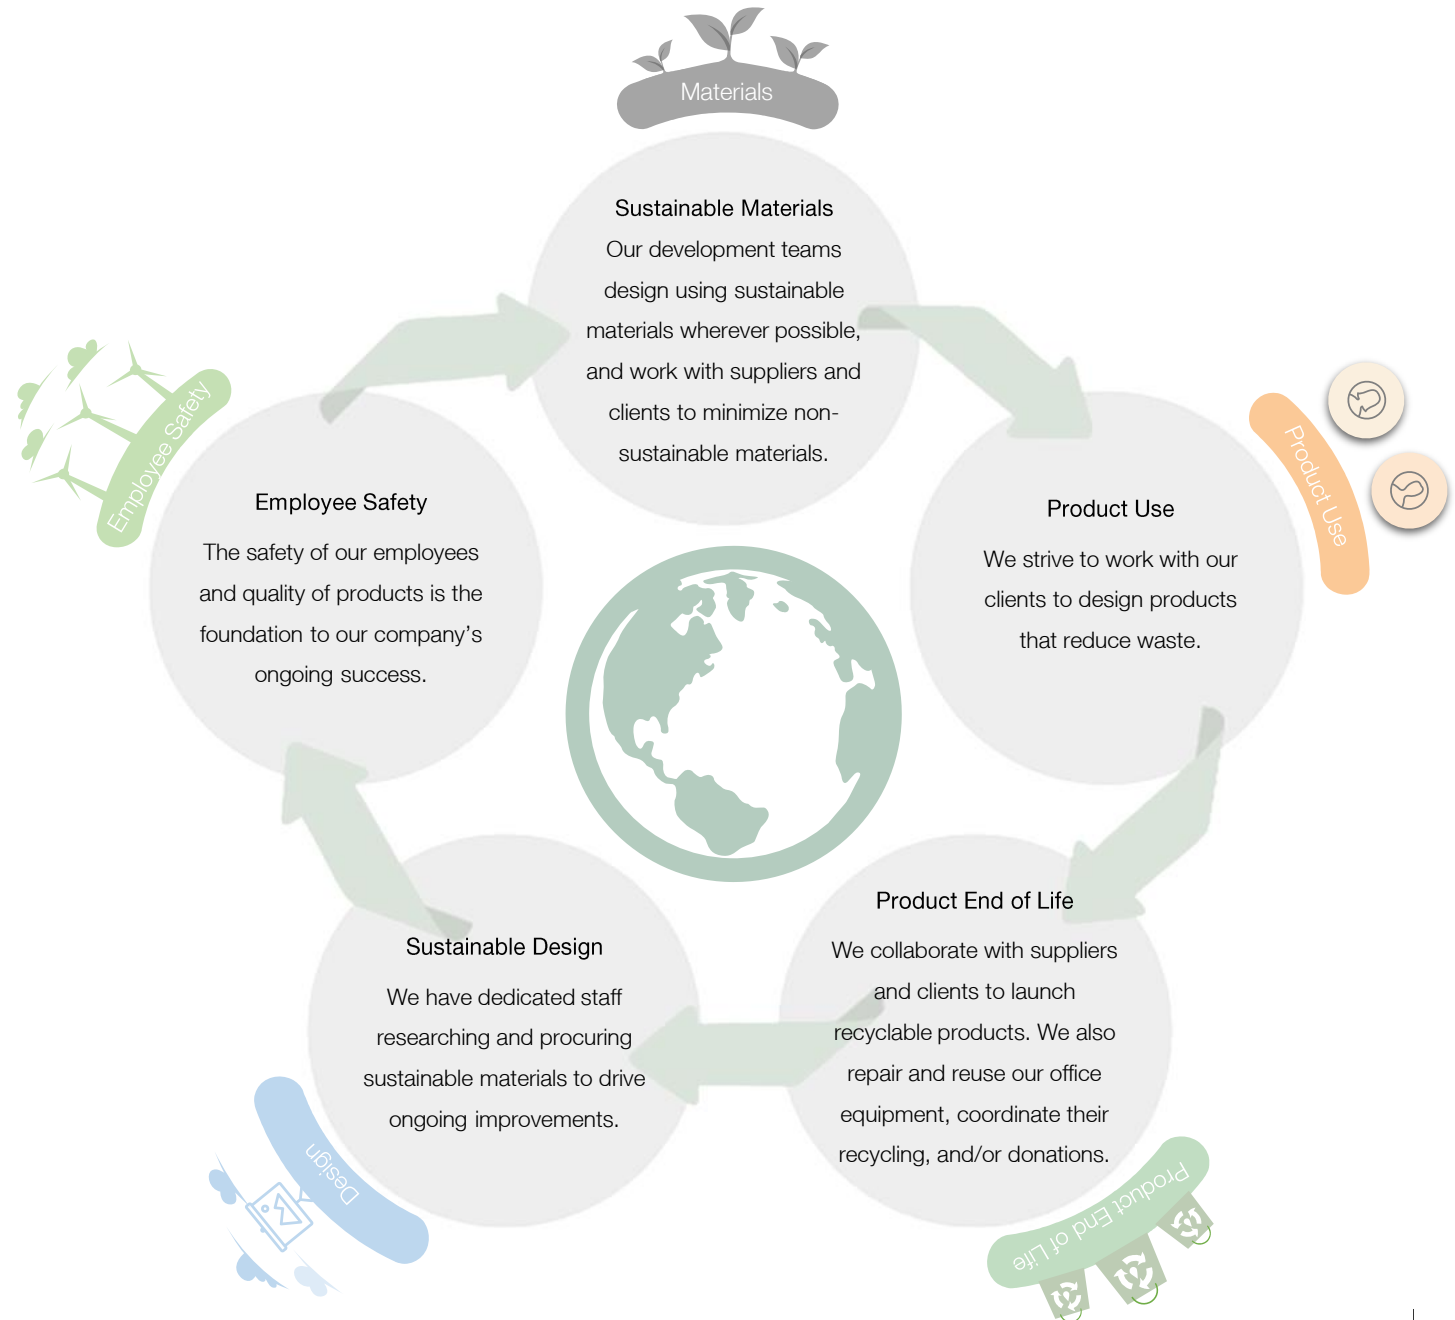 Materials
Sustainable Materials
Our development teams
design using sustainable
materials wherever possible,
and work with suppliers and
clients to minimize non-
sustainable materials.
Product Use
Product Use
We strive to work with our
clients to design products
that reduce waste.
Product End of Life
We collaborate with suppliers
and clients to launch
recyclable products. We also
repair and reuse our office
equipment, coordinate their
recycling, and/or donations.
Product End of Life
Sustainable Design
We have dedicated staff
researching and procuring
sustainable materials to drive
ongoing improvements.
Design
Employee Safety
Employee Safety
The safety of our employees
and quality of products is the
foundation to our company’s
ongoing success.